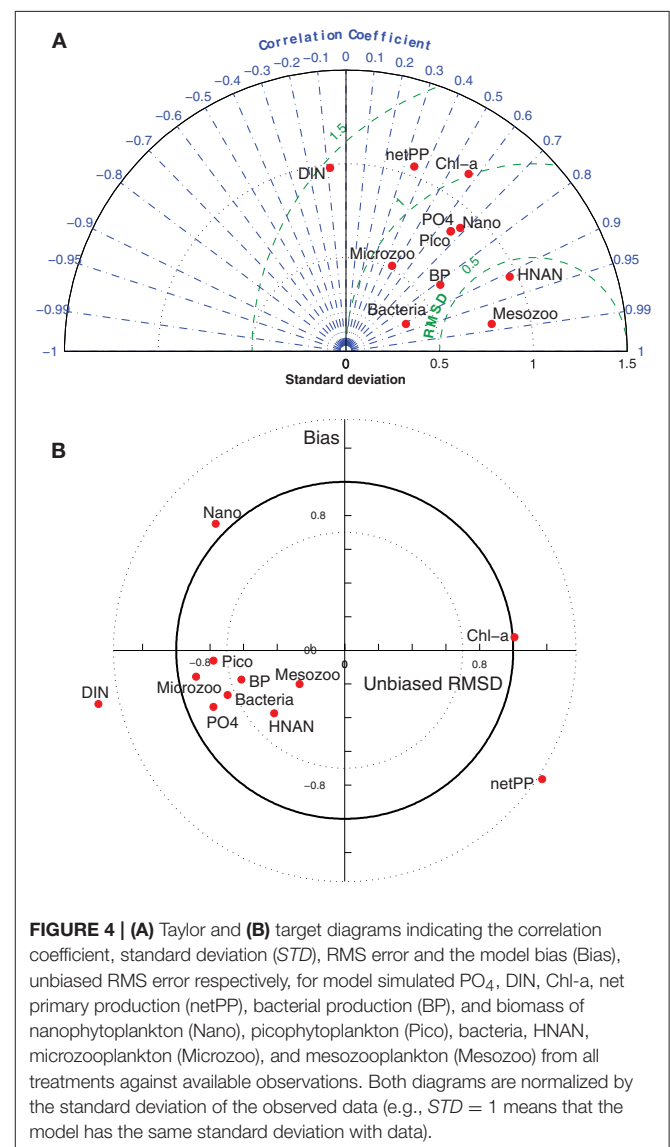 A
Correlation Coefficient
−1
−0.99
−0.95
−0.9
−0.8
−0.7
−0.6
−0.5
−0.4
−0.3
−0.2
−0.1
0
0.1
0.2
0.3
0.4
0.5
0.6
0.7
0.8
0.9
0.95
0.99
1
1.5
1
0.5
RMSD
DIN
netPP
Chl−a
PO4
Nano
Pico
Microzoo
BP
HNAN
Bacteria
Mesozoo
0
0.5
1
1.5
Standard deviation
B
Bias
Nano
0.8
Chl−a
−0.8
Pico
00
0
0.8
Microzoo
BP
Mesozoo
Unbiased RMSD
DIN
Bacteria
PO4
HNAN
−0.8
netPP
FIGURE 4 | (A) Taylor and (B) target diagrams indicating the correlation
coefficient, standard deviation (STD), RMS error and the model bias (Bias),
unbiased RMS error respectively, for model simulated PO₄, DIN, Chl-a, net
primary production (netPP), bacterial production (BP), and biomass of
nanophytoplankton (Nano), picophytoplankton (Pico), bacteria, HNAN,
microzooplankton (Microzoo), and mesozooplankton (Mesozoo) from all
treatments against available observations. Both diagrams are normalized by
the standard deviation of the observed data (e.g., STD = 1 means that the
model has the same standard deviation with data).